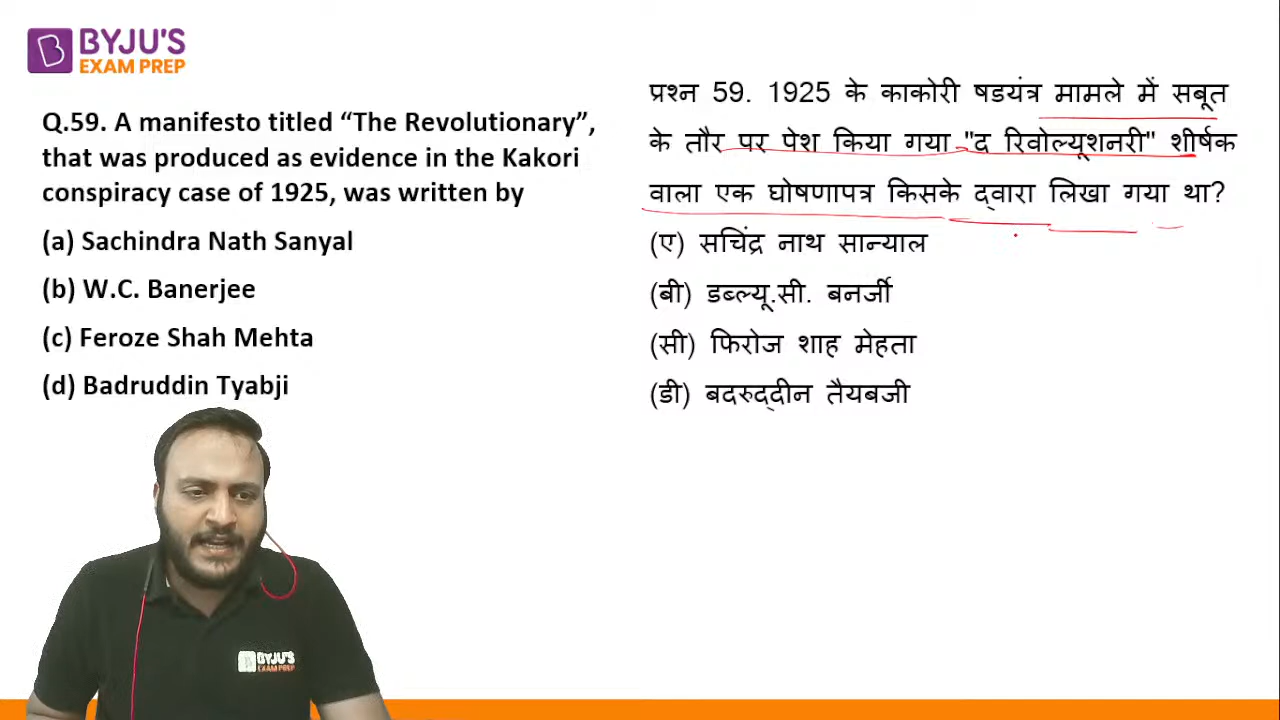 BYJU'S
EXAM PREP
Q.59. A manifesto titled “The Revolutionary”,
that was produced as evidence in the Kakori
conspiracy case of 1925, was written by
(a) Sachindra Nath Sanyal
(b) W.C. Banerjee
(c) Feroze Shah Mehta
(d) Badruddin Tyabji
प्रश्न 59. 1925 के काकोरी षडयंत्र मामले में सबूत
के तौर पर पेश किया गया "द रिवोल्यूशनरी" शीर्षक
वाला एक घोषणापत्र किसके द्वारा लिखा गया था?
(ए) सचिंद्र नाथ सान्याल
(बी) डब्ल्यू.सी. बनर्जी
(सी) फिरोज शाह मेहता
(डी) बदरुद्दीन तैयबजी
BYJU'S
EXAM PREP